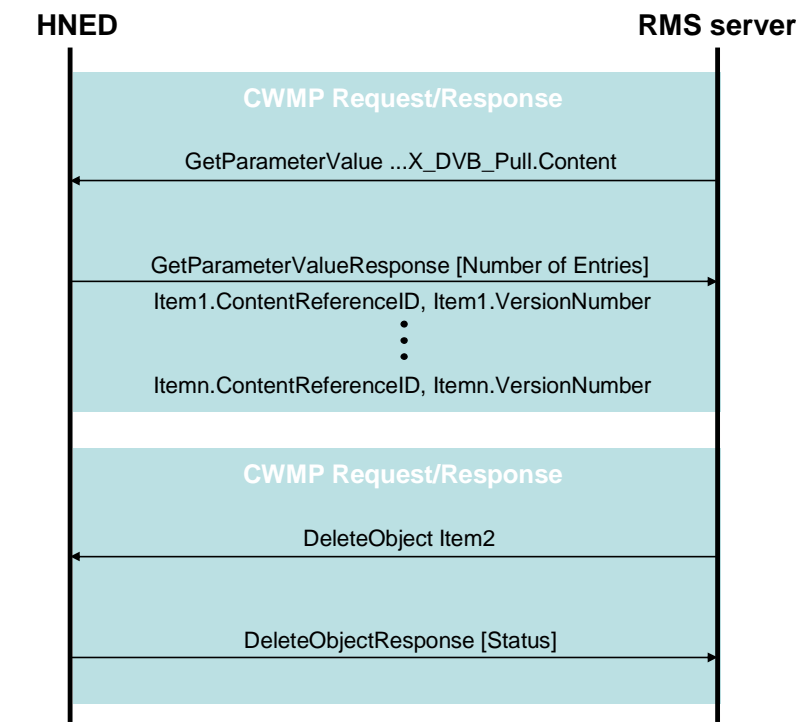 HNED RMS server
CWMP Request/Response
GetParameterValue ...X_DVB_Pull.Content
GetParameterValueResponse [Number of Entries]
Item1.ContentReferenceID, Item1.VersionNumber
Itemn.ContentReferenceID, Itemn.VersionNumber
CWMP Request/Response
DeleteObject Item2
DeleteObjectResponse [Status]